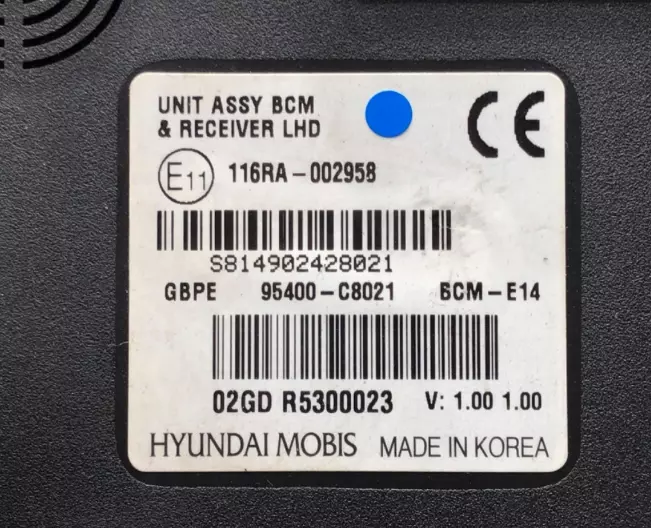 UNIT ASSY BCM
& RECEIVER LHD
CE
E11 116RA-002958
S814902428021
GBPE 95400-C8021 BCM-E14
02GD R5300023 V: 1.00 1.00
HYUNDAI MOBIS MADE IN KOREA